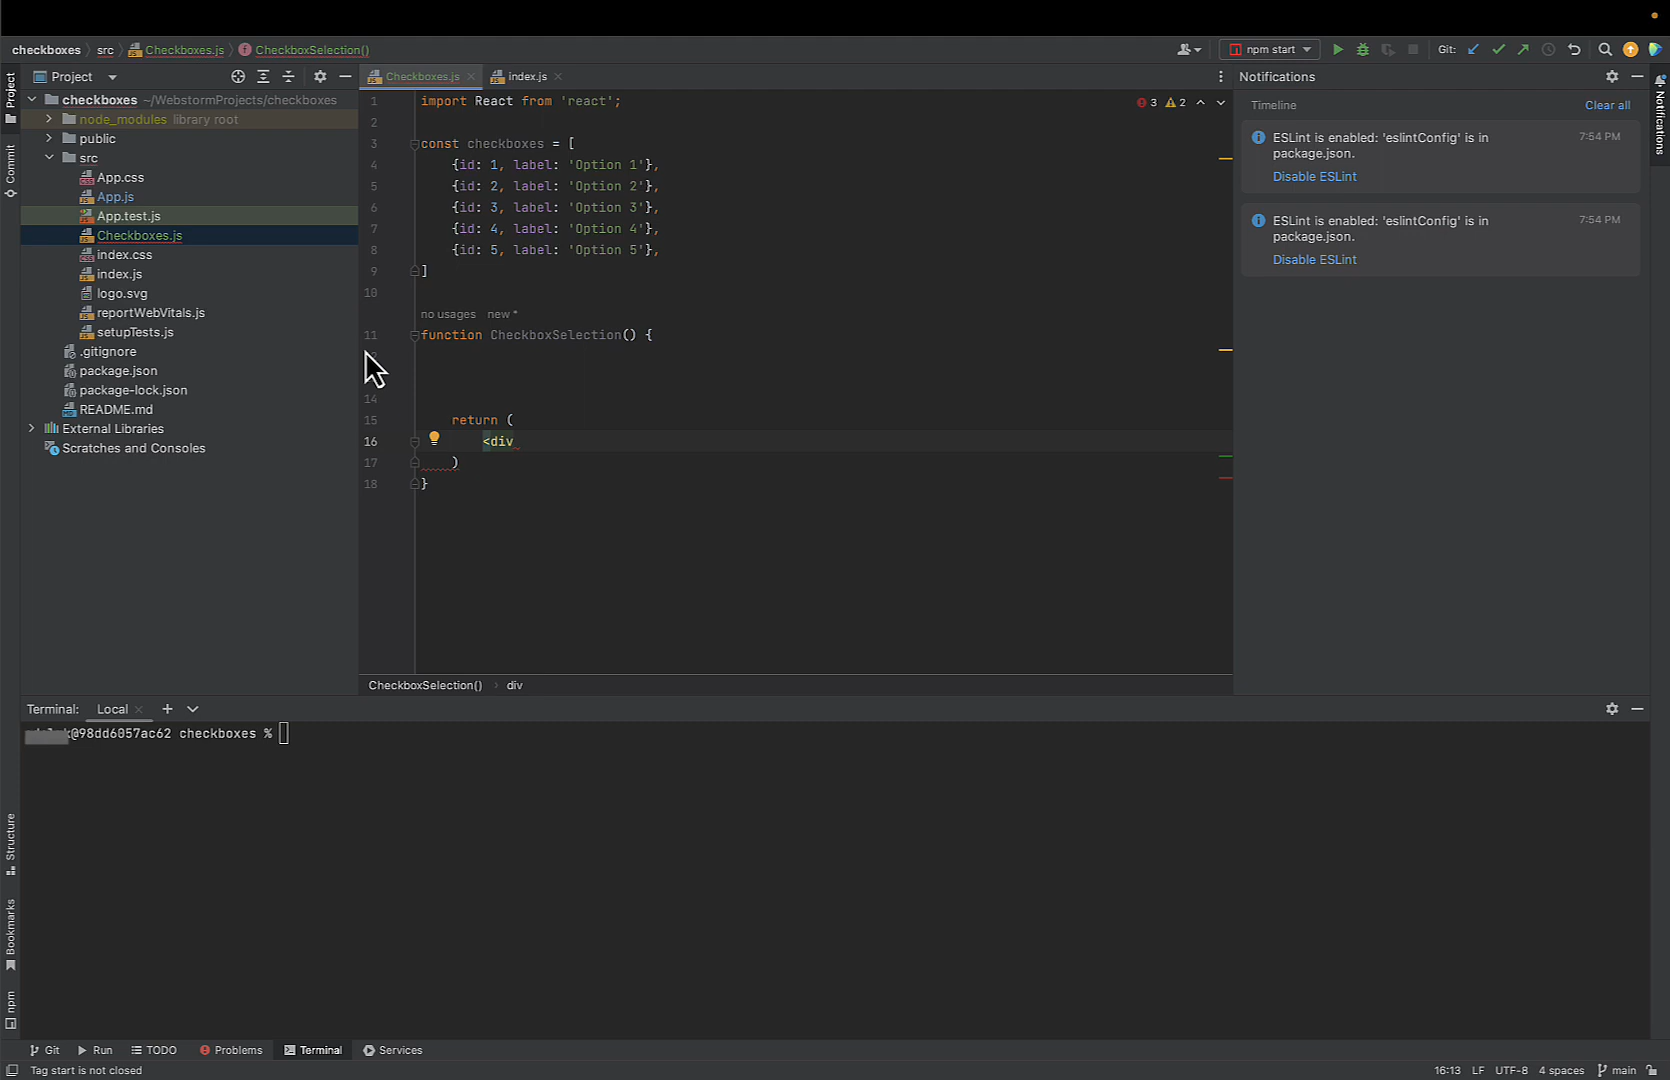 checkboxes src Checkboxes.js CheckboxSelection()
npm start Git:
Project
Checkboxes.js index.js
Notifications
checkboxes ~/WebstormProjects/checkboxes
node_modules library root
public
src
App.css
App.js
App.test.js
Checkboxes.js
index.css
index.js
logo.svg
reportWebVitals.js
setupTests.js
.gitignore
package.json
package-lock.json
README.md
External Libraries
Scratches and Consoles
1 import React from 'react';
3 2
2
3 const checkboxes = [
4 {id: 1, label: 'Option 1'},
5 {id: 2, label: 'Option 2'},
6 {id: 3, label: 'Option 3'},
7 {id: 4, label: 'Option 4'},
8 {id: 5, label: 'Option 5'},
9 ]
10
no usages new *
11 function CheckboxSelection() {
14
15 return (
16 <div
17 )
18 }
CheckboxSelection() div
Timeline Clear all
ESLint is enabled: 'eslintConfig' is in 7:54 PM
package.json.
Disable ESLint
ESLint is enabled: 'eslintConfig' is in 7:54 PM
package.json.
Disable ESLint
Project
Commit
Structure
Bookmarks
npm
Notifications
Terminal: Local
@98dd6057ac62 checkboxes %
Git Run TODO Problems Terminal Services
Tag start is not closed
16:13 LF UTF-8 4 spaces main